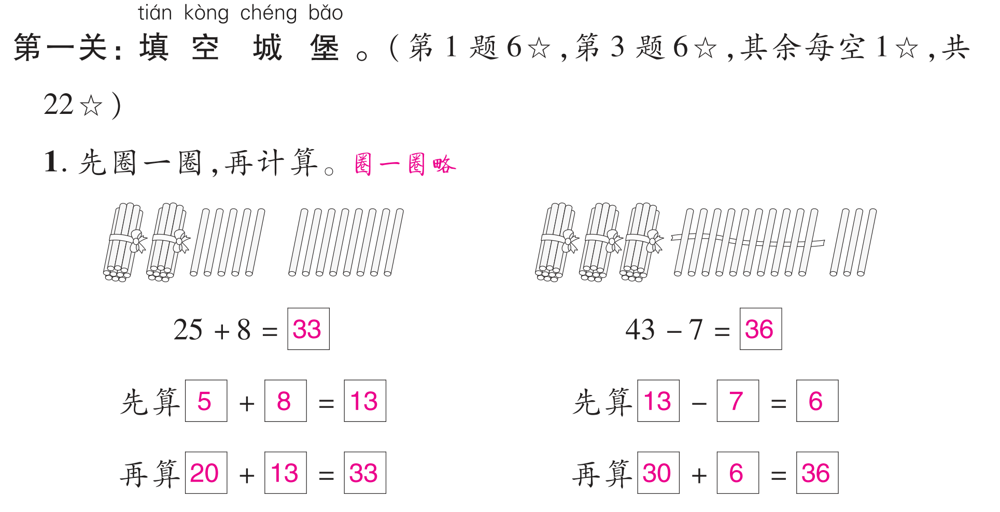 tián kòng chéng bǎo
第一关：填空城堡。（第1题6☆，第3题6☆，其余每空1☆，共
22☆）
1. 先圈一圈，再计算。圈一圈略
25 + 8 = 33 43 − 7 = 36
先算 5 + 8 = 13 先算 13 − 7 = 6
再算 20 + 13 = 33 再算 30 + 6 = 36